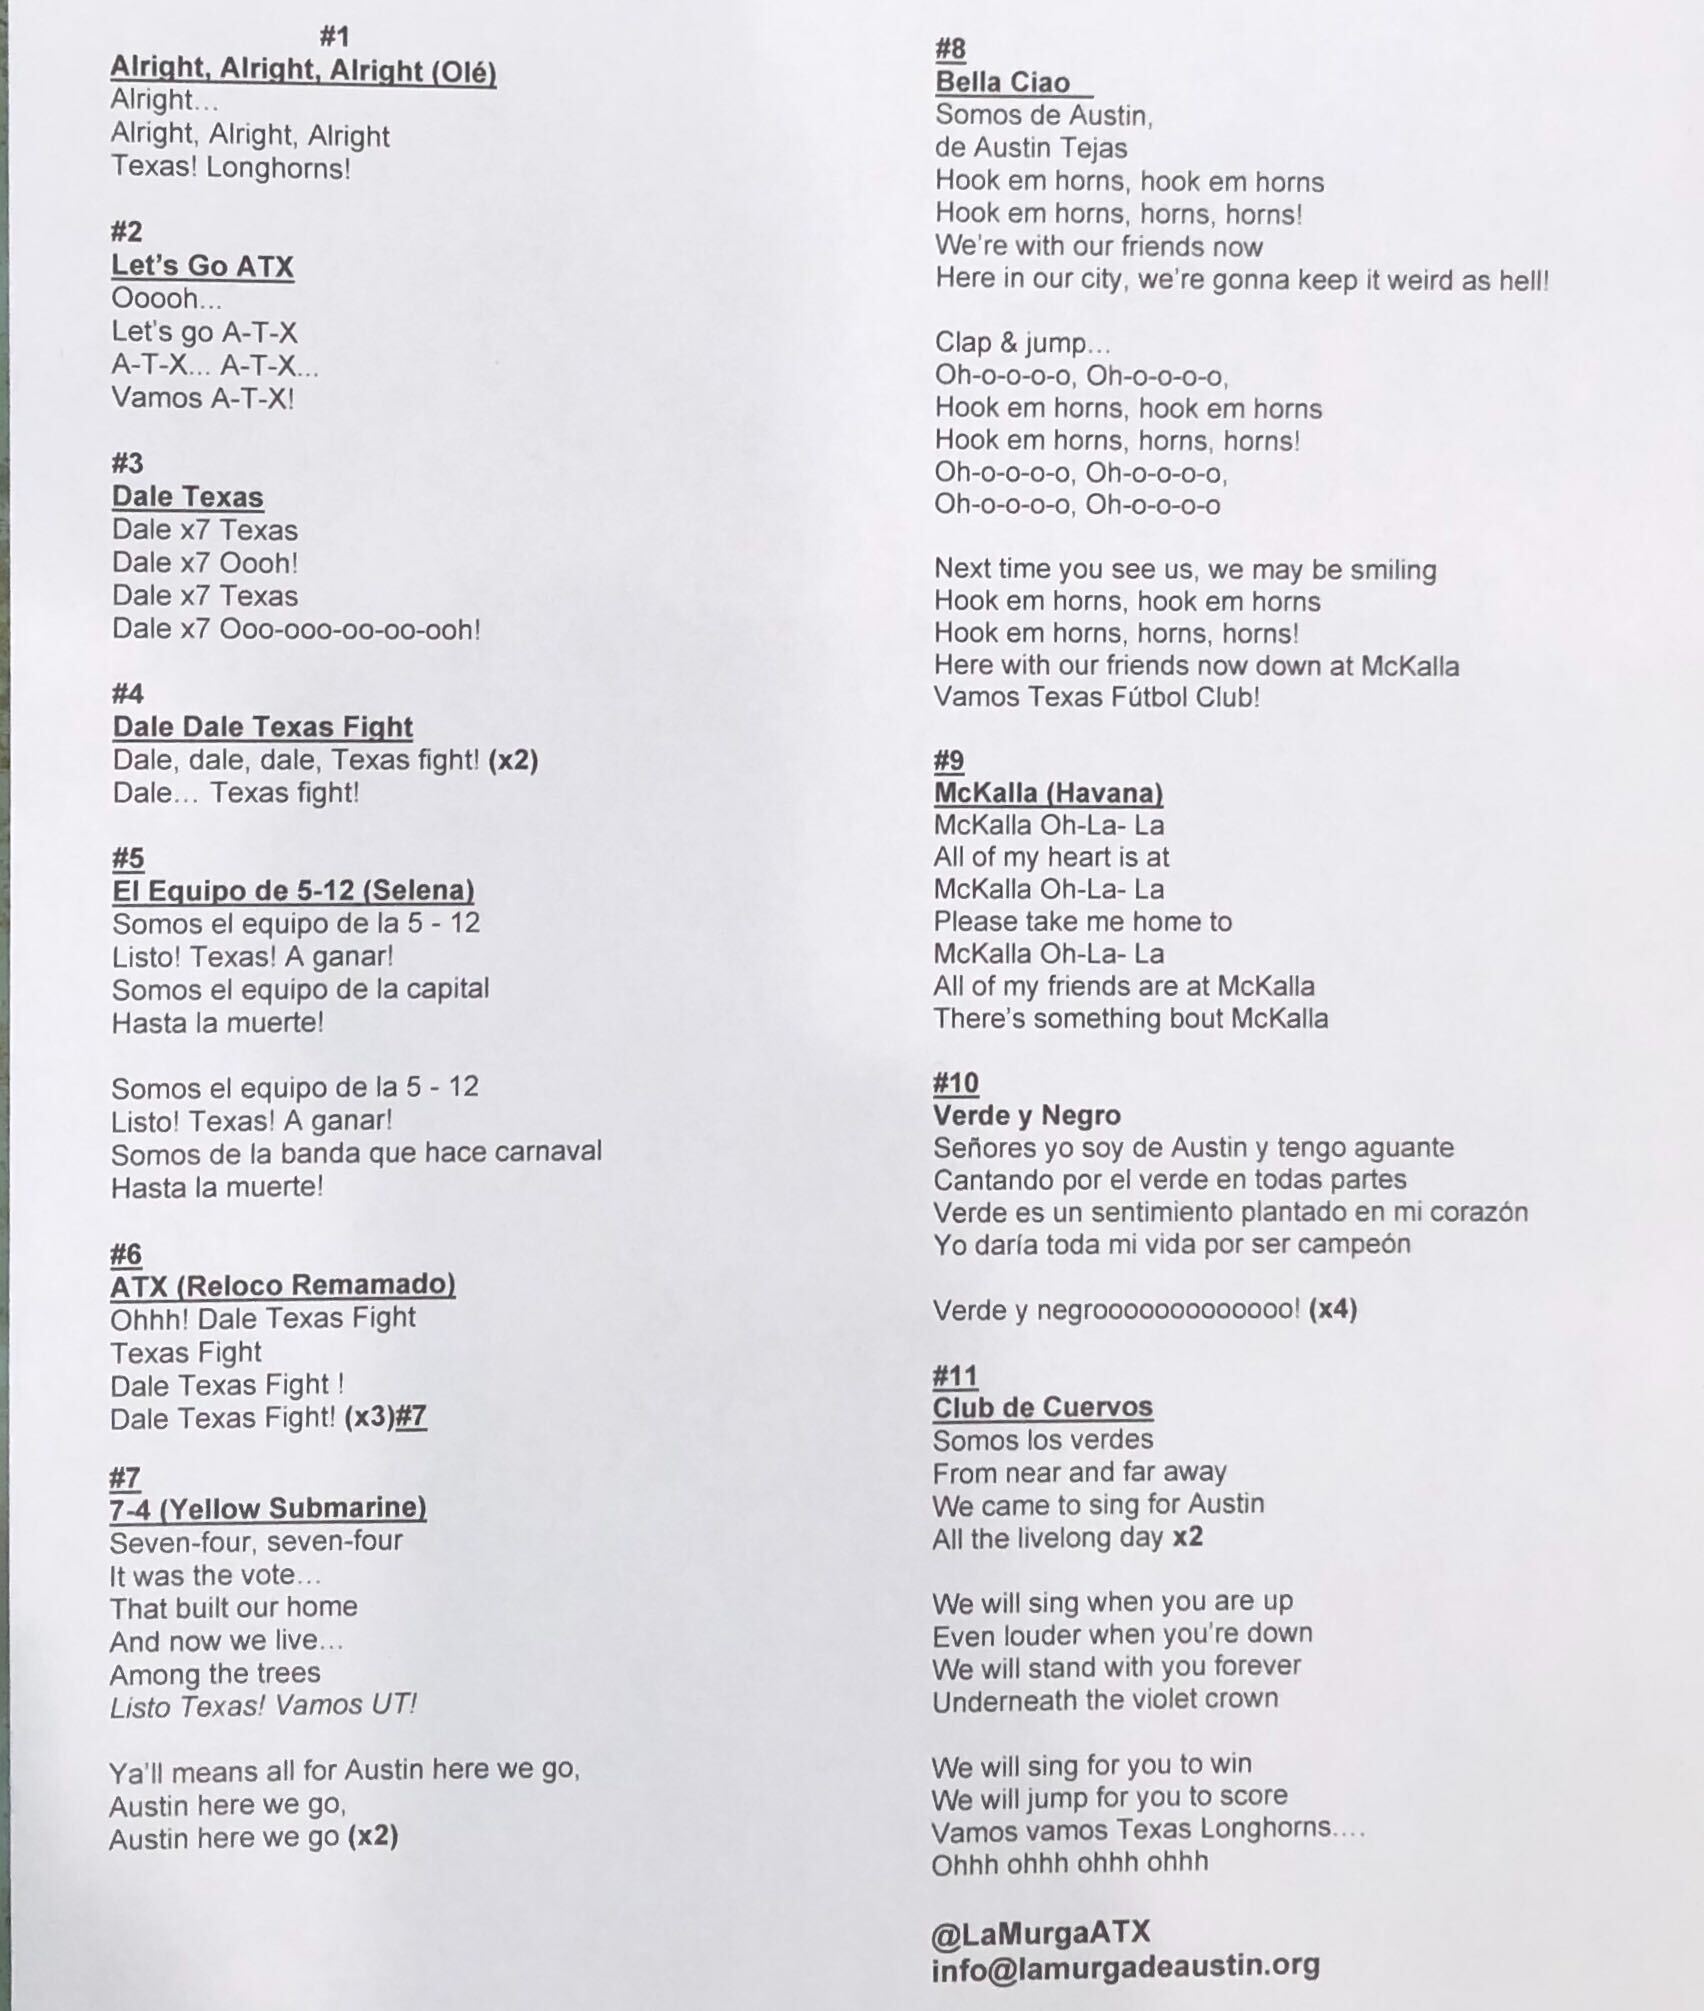 #1
Alright, Alright, Alright (Olé)
Alright...
Alright, Alright, Alright
Texas! Longhorns!
#2
Let's Go ATX
Ooooh...
Let's go A-T-X
A-T-X... A-T-X...
Vamos A-T-X!
#3
Dale Texas
Dale x7 Texas
Dale x7 Oooh!
Dale x7 Texas
Dale x7 Ooo-ooo-oo-oo-ooh!
#4
Dale Dale Texas Fight
Dale, dale, dale, Texas fight! (x2)
Dale... Texas fight!
#5
El Equipo de 5-12 (Selena)
Somos el equipo de la 5 - 12
Listo! Texas! A ganar!
Somos el equipo de la capital
Hasta la muerte!
Somos el equipo de la 5 - 12
Listo! Texas! A ganar!
Somos de la banda que hace carnaval
Hasta la muerte!
#6
ATX (Reloco Remamado)
Ohhh! Dale Texas Fight
Texas Fight
Dale Texas Fight !
Dale Texas Fight! (x3)#7
#7
7-4 (Yellow Submarine)
Seven-four, seven-four
It was the vote...
That built our home
And now we live...
Among the trees
Listo Texas! Vamos UT!
Ya'll means all for Austin here we go,
Austin here we go,
Austin here we go (x2)
#8
Bella Ciao
Somos de Austin,
de Austin Tejas
Hook em horns, hook em horns
Hook em horns, horns, horns!
We're with our friends now
Here in our city, we're gonna keep it weird as hell!
Clap & jump...
Oh-o-o-o-o, Oh-o-o-o-o,
Hook em horns, hook em horns
Hook em horns, horns, horns!
Oh-o-o-o-o, Oh-o-o-o-o,
Oh-o-o-o-o, Oh-o-o-o-o
Next time you see us, we may be smiling
Hook em horns, hook em horns
Hook em horns, horns, horns!
Here with our friends now down at McKalla
Vamos Texas Fútbol Club!
#9
McKalla (Havana)
McKalla Oh-La- La
All of my heart is at
McKalla Oh-La- La
Please take me home to
McKalla Oh-La- La
All of my friends are at McKalla
There's something bout McKalla
#10
Verde y Negro
Señores yo soy de Austin y tengo aguante
Cantando por el verde en todas partes
Verde es un sentimiento plantado en mi corazón
Yo daría toda mi vida por ser campeón
Verde y negrooooooooooooo! (x4)
#11
Club de Cuervos
Somos los verdes
From near and far away
We came to sing for Austin
All the livelong day x2
We will sing when you are up
Even louder when you're down
We will stand with you forever
Underneath the violet crown
We will sing for you to win
We will jump for you to score
Vamos vamos Texas Longhorns....
Ohhh ohhh ohhh ohhh
@LaMurgaATX
info@lamurgadeaustin.org